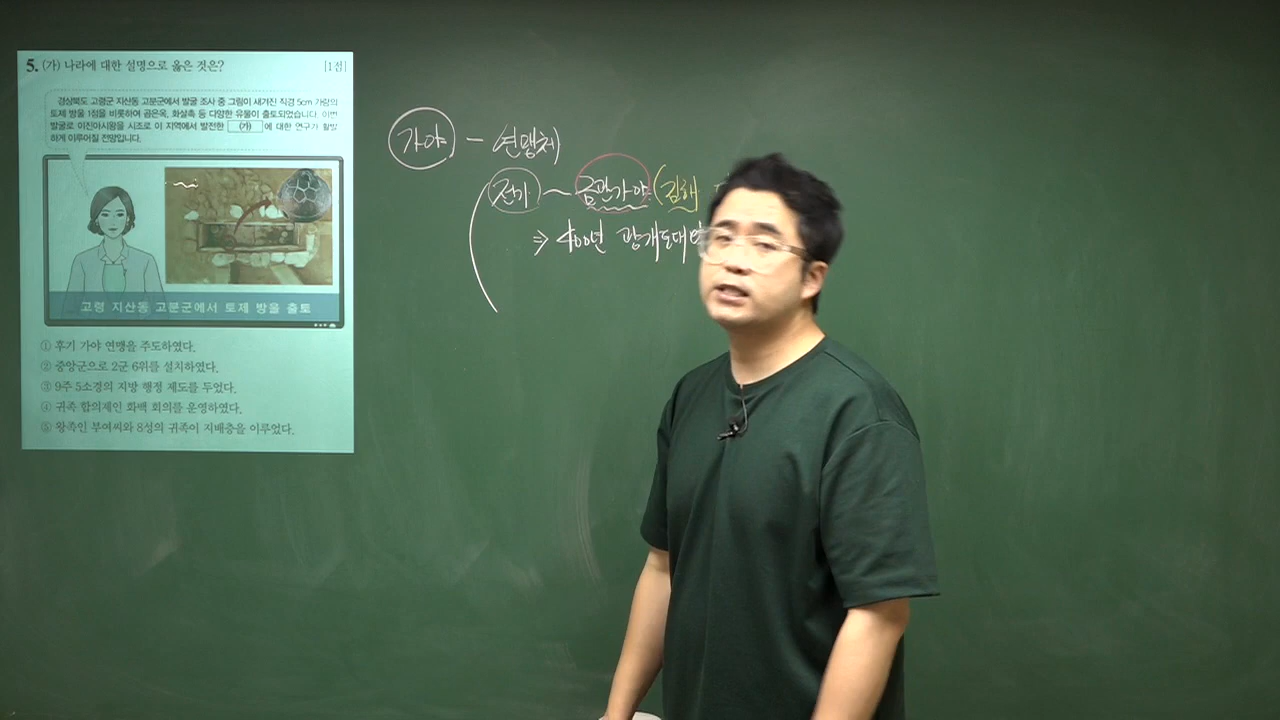 5. (가) 나라에 대한 설명으로 옳은 것은? [1점]
경상북도 고령군 지산동 고분군에서 발굴 조사 중 그림이 새겨진 직경 5cm 가량의
토제 방울 1점을 비롯하여 곱은옥, 화살촉 등 다양한 유물이 출토되었습니다. 이번
발굴로 이진아시왕을 시조로 이 지역에서 발전한 (가) 에 대한 연구가 활발
하게 이루어질 전망입니다.
고령 지산동 고분군에서 토제 방울 출토
① 후기 가야 연맹을 주도하였다.
② 중앙군으로 2군 6위를 설치하였다.
③ 9주 5소경의 지방 행정 제도를 두었다.
④ 귀족 합의제인 화백 회의를 운영하였다.
⑤ 왕족인 부여씨와 8성의 귀족이 지배층을 이루었다.
가야 - 연맹체
전기 ~ 금관가야 (김해
⇒ 400년 광개토대